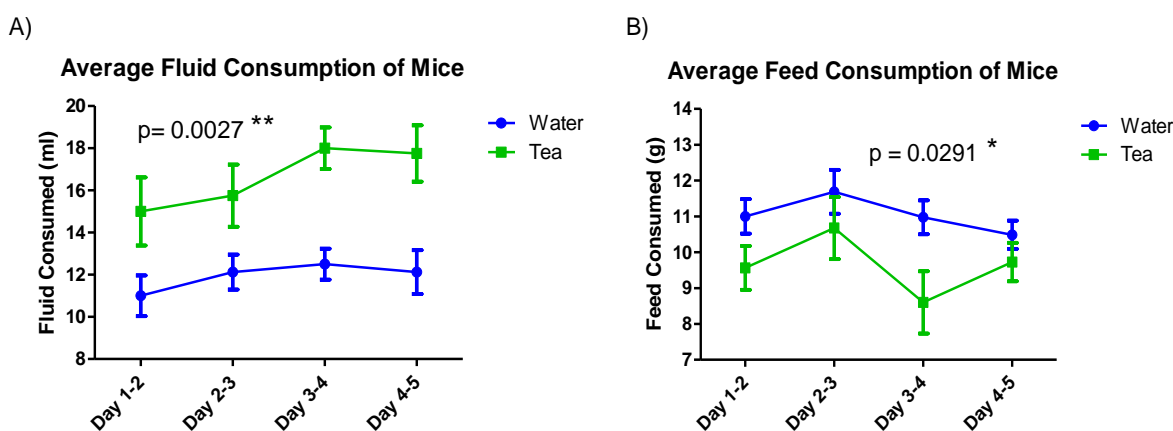 A)
Average Fluid Consumption of Mice
Fluid Consumed (ml)
20
18
16
14
12
10
8
p= 0.0027 **
Water
Tea
Day 1-2
Day 2-3
Day 3-4
Day 4-5
B)
Average Feed Consumption of Mice
Feed Consumed (g)
14
13
12
11
10
9
8
7
p = 0.0291 *
Water
Tea
Day 1-2
Day 2-3
Day 3-4
Day 4-5